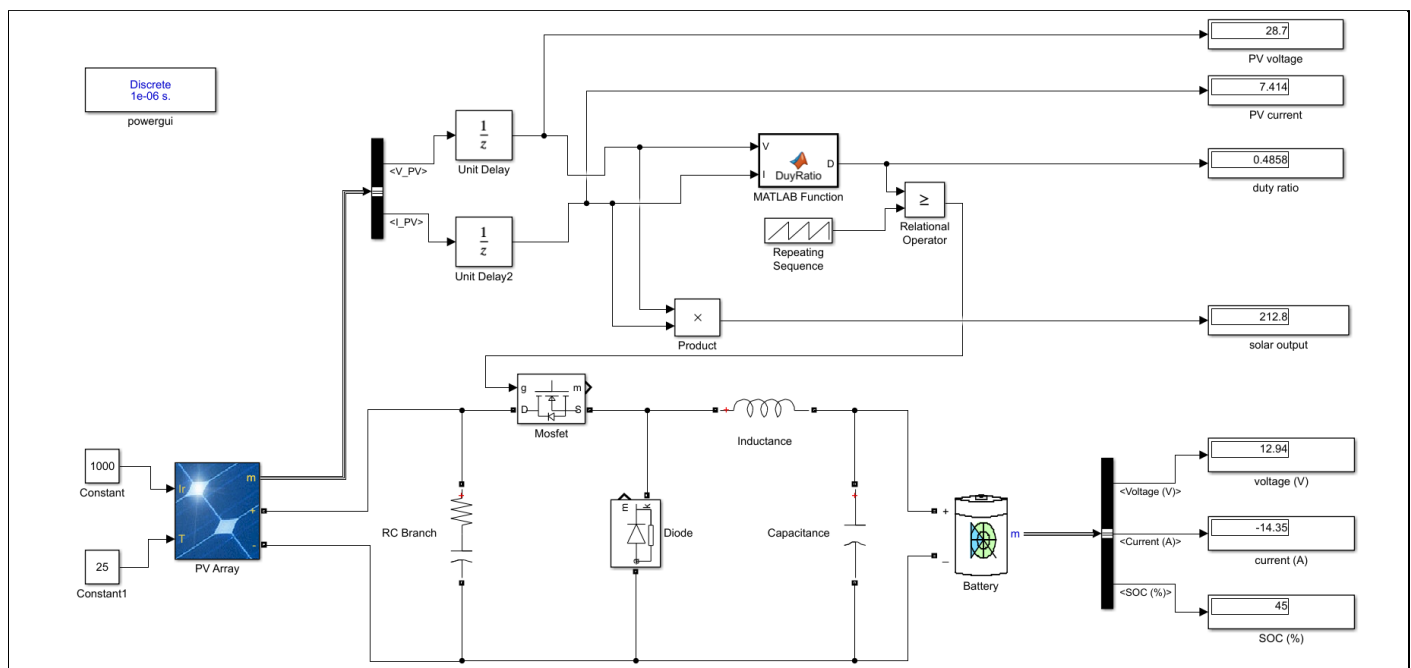 28.7
PV voltage
Discrete
1e-06 s.
powergui
7.414
PV current
1
z
Unit Delay
<V_PV>
V
I
D
DuyRatio
MATLAB Function
0.4858
duty ratio
≥
Relational
Operator
<I_PV>
1
z
Unit Delay2
Repeating
Sequence
×
Product
212.8
solar output
g
m
D
S
Mosfet
+
Inductance
1000
Constant
Ir
T
m
+
-
PV Array
25
Constant1
+
RC Branch
m
k
a
Diode
+
Capacitance
+
–
m
Battery
<Voltage (V)>
<Current (A)>
<SOC (%)>
12.94
voltage (V)
-14.35
current (A)
45
SOC (%)